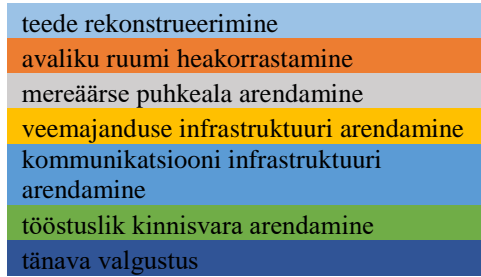 teede rekonstrueerimine
avaliku ruumi heakorrastamine
mereäärse puhkeala arendamine
veemajanduse infrastruktuuri arendamine
kommunikatsiooni infrastruktuuri
arendamine
tööstuslik kinnisvara arendamine
tänava valgustus